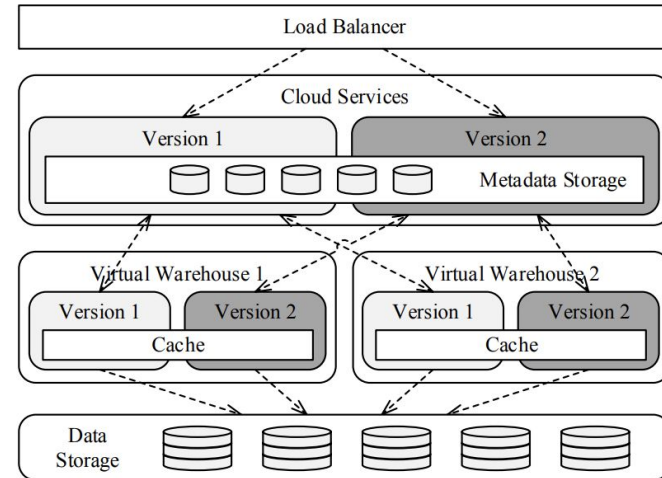 Load Balancer
Cloud Services
Version 1
Version 2
Metadata Storage
Virtual Warehouse 1
Virtual Warehouse 2
Version 1
Version 2
Version 1
Version 2
Cache
Cache
Data
Storage